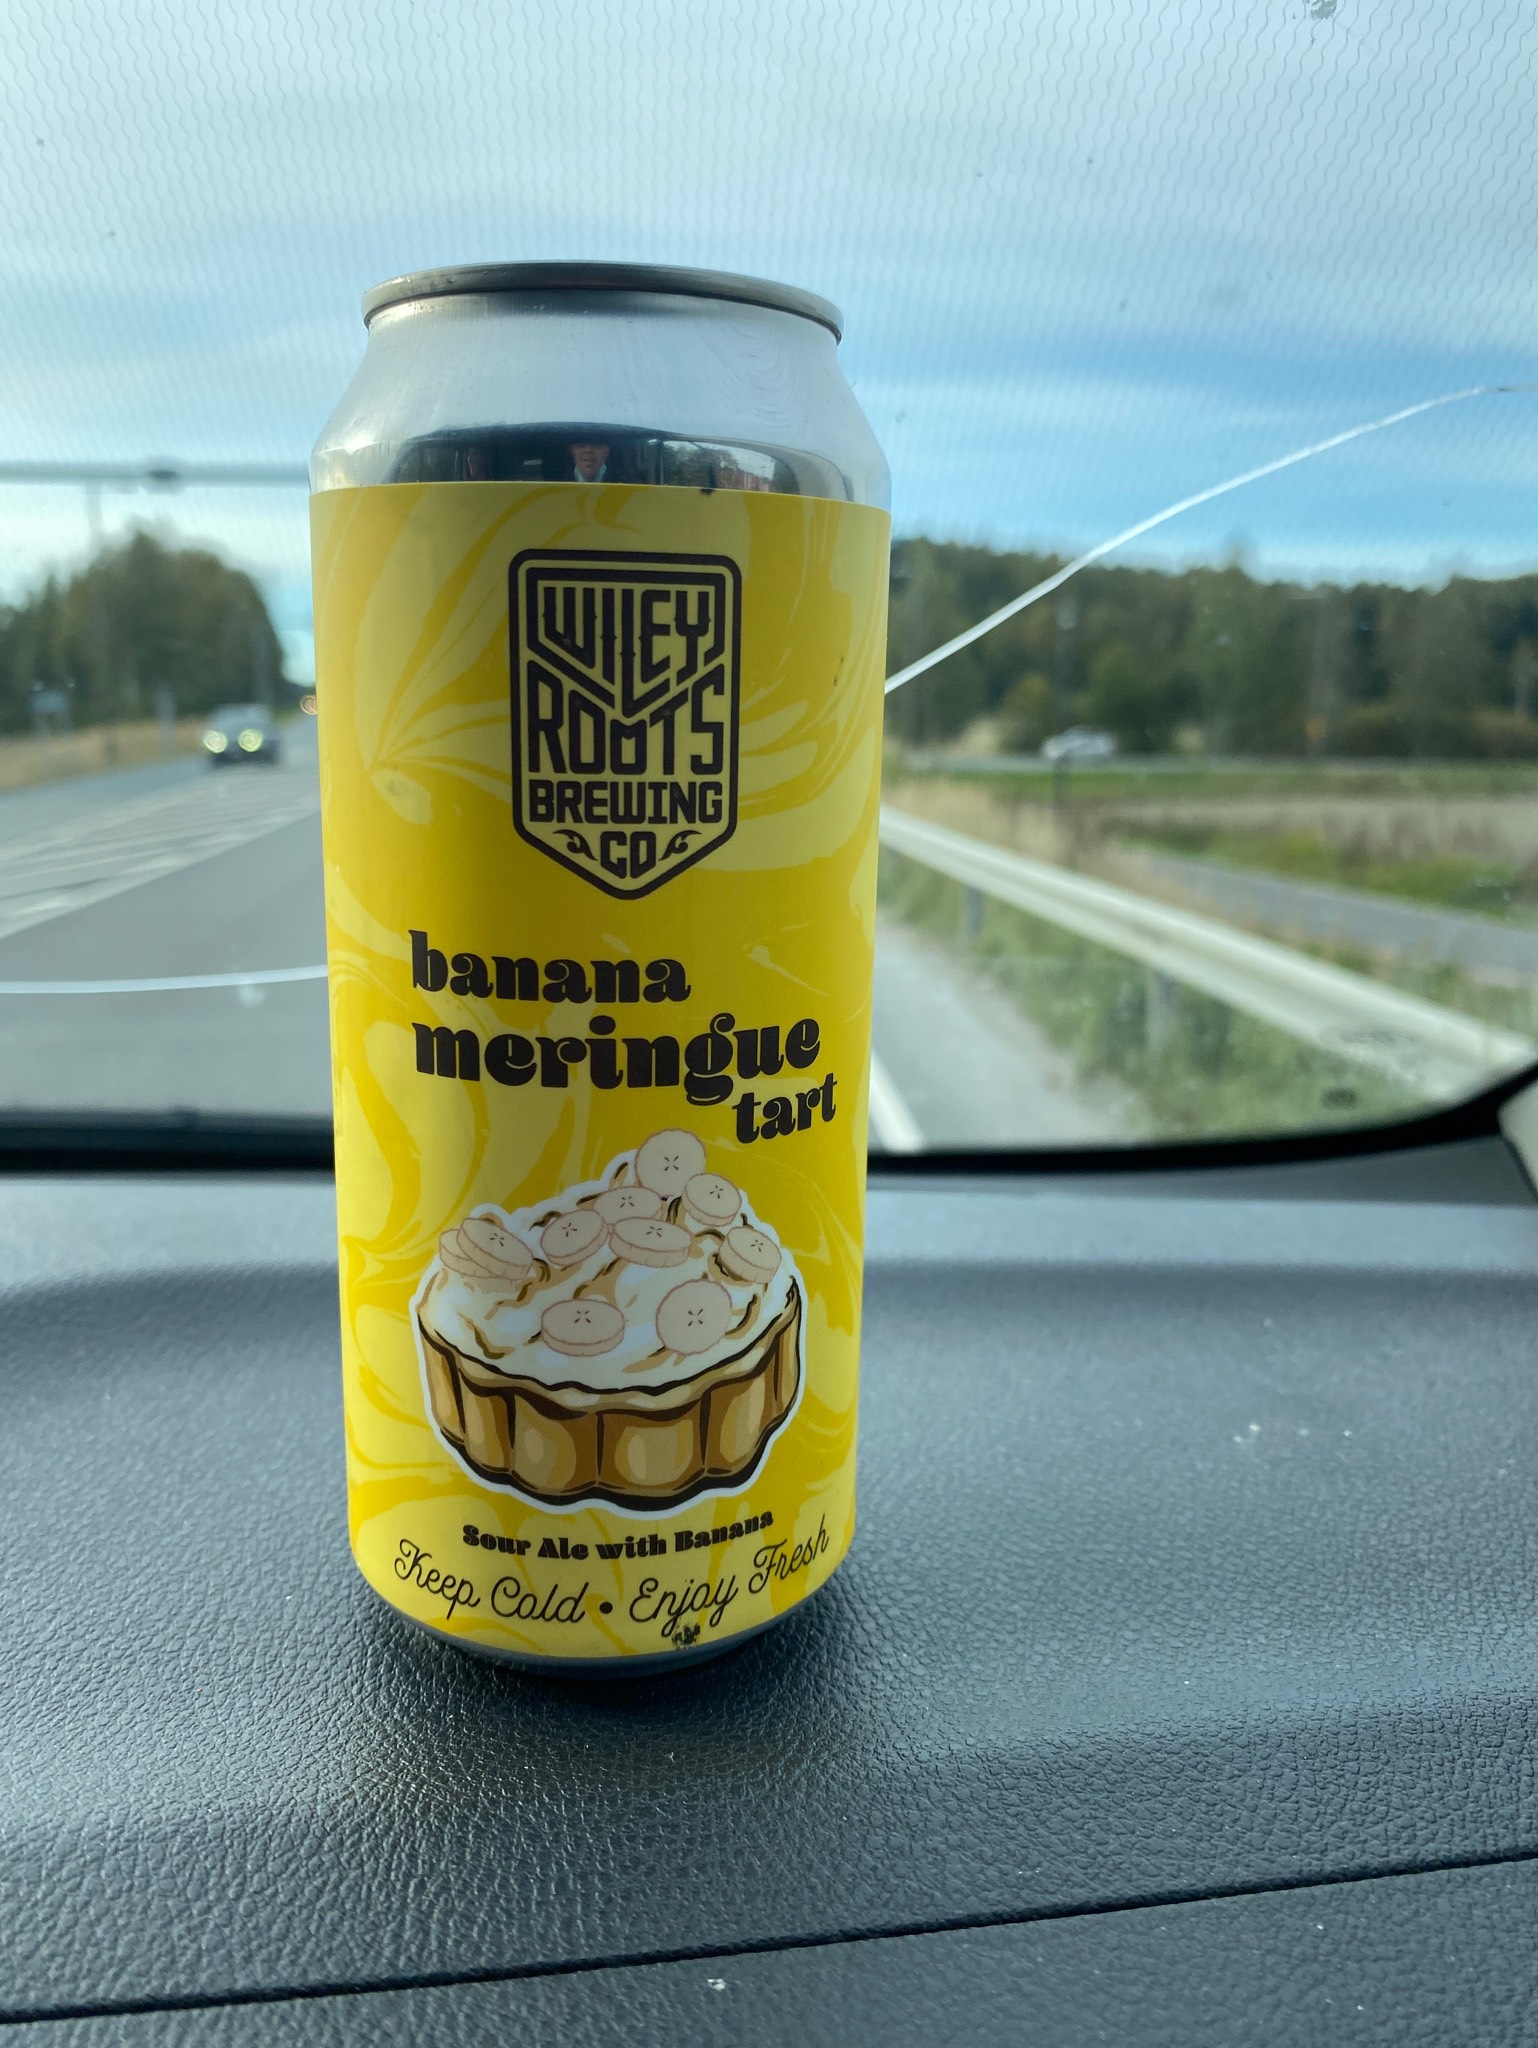 WILEY
ROOTS
BREWING
CO
banana
meringue
tart
Sour Ale with Banana
Keep Cold • Enjoy Fresh